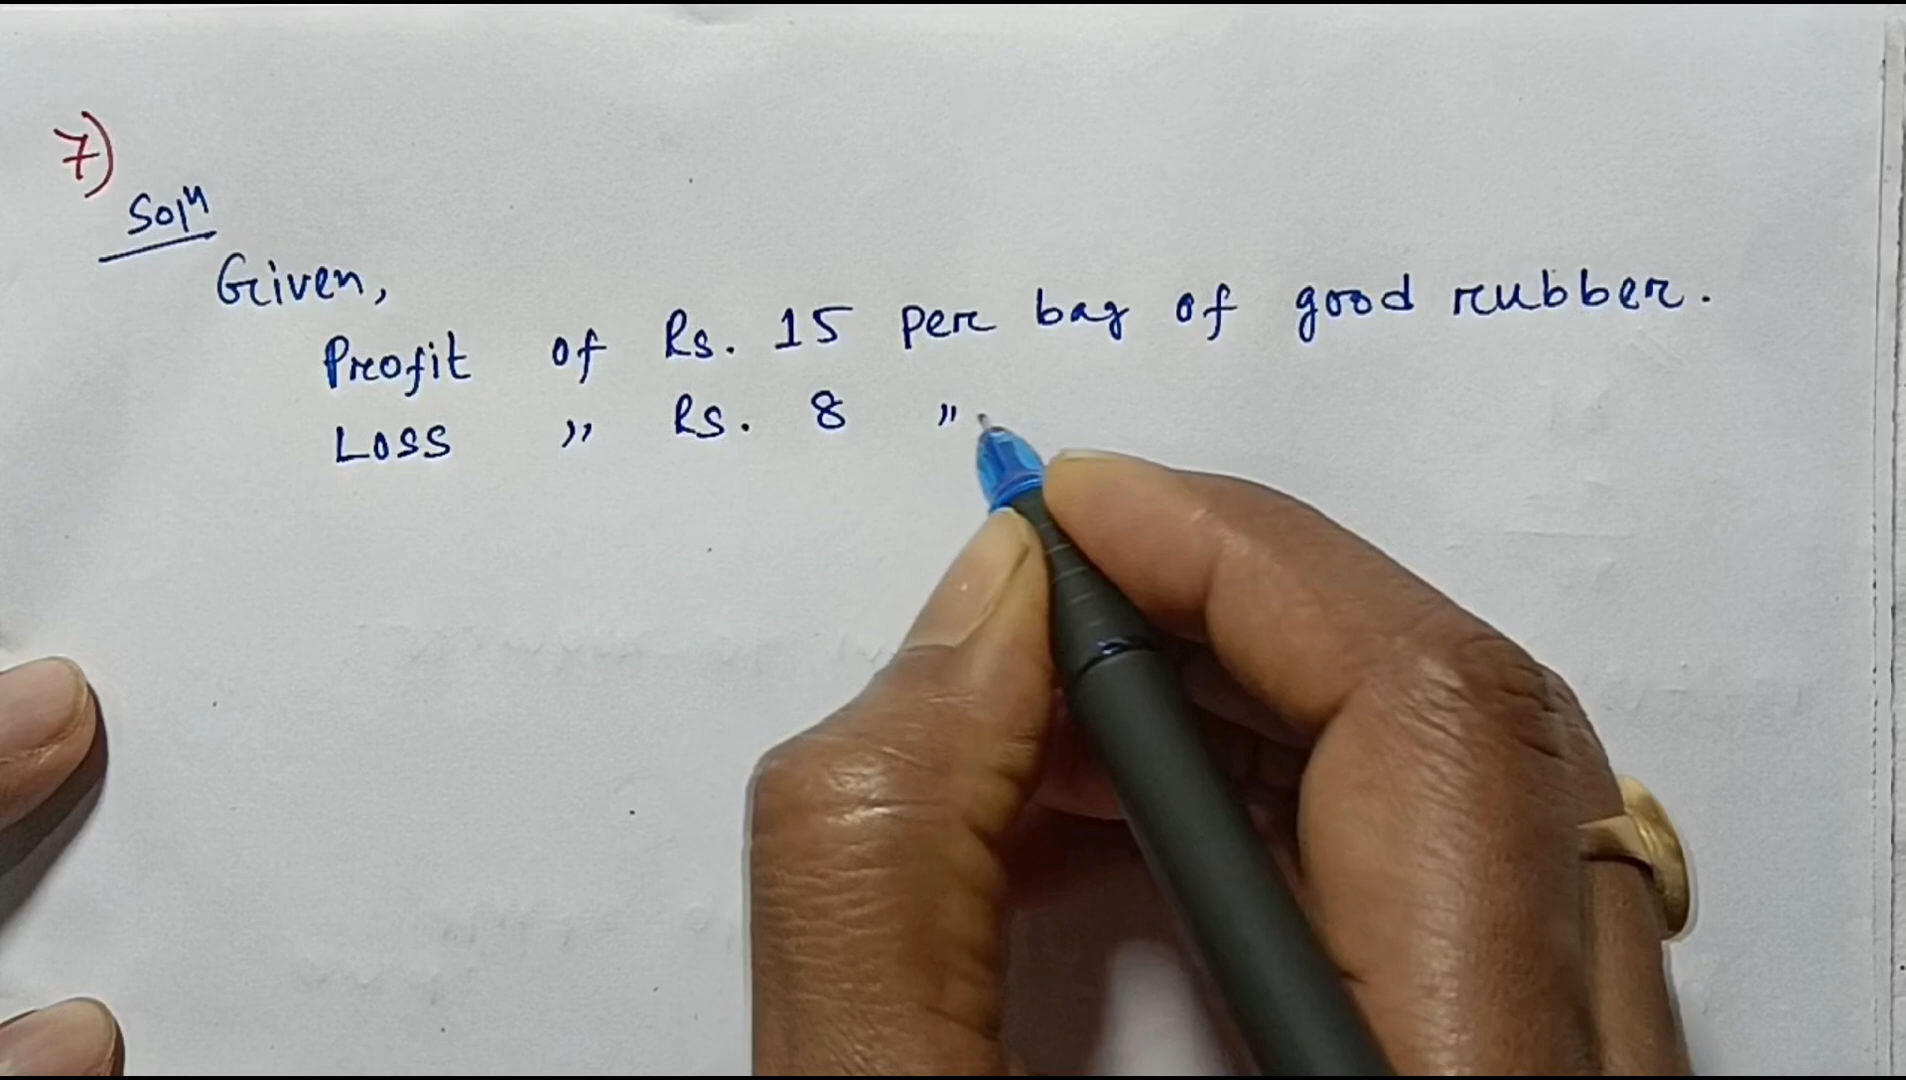 7)
Soln
Given,
Profit of Rs. 15 per bag of good rubber.
Loss " Rs. 8 "